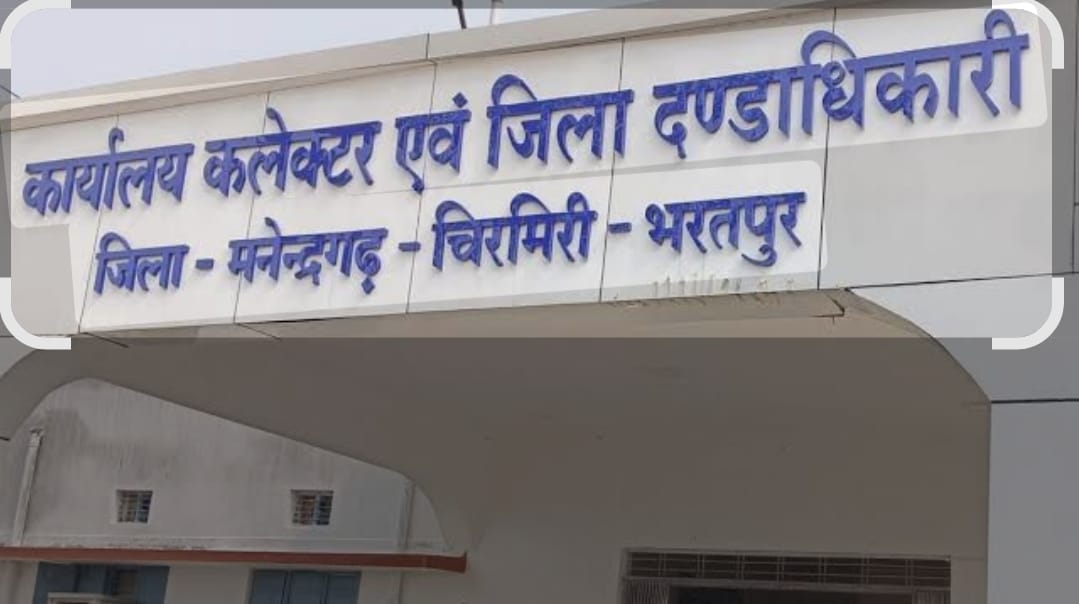 कार्यालय कलेक्टर एवं जिला दण्डाधिकारी
जिला - मनेन्द्रगढ़ - चिरमिरी - भरतपुर